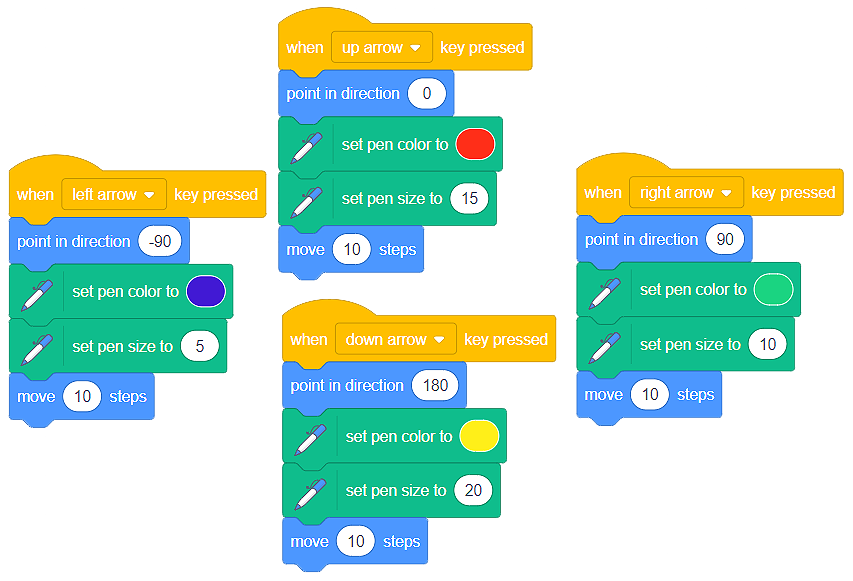 when up arrow key pressed
point in direction 0
set pen color to
set pen size to 15
move 10 steps
when left arrow key pressed
point in direction -90
set pen color to
set pen size to 5
move 10 steps
when right arrow key pressed
point in direction 90
set pen color to
set pen size to 10
move 10 steps
when down arrow key pressed
point in direction 180
set pen color to
set pen size to 20
move 10 steps